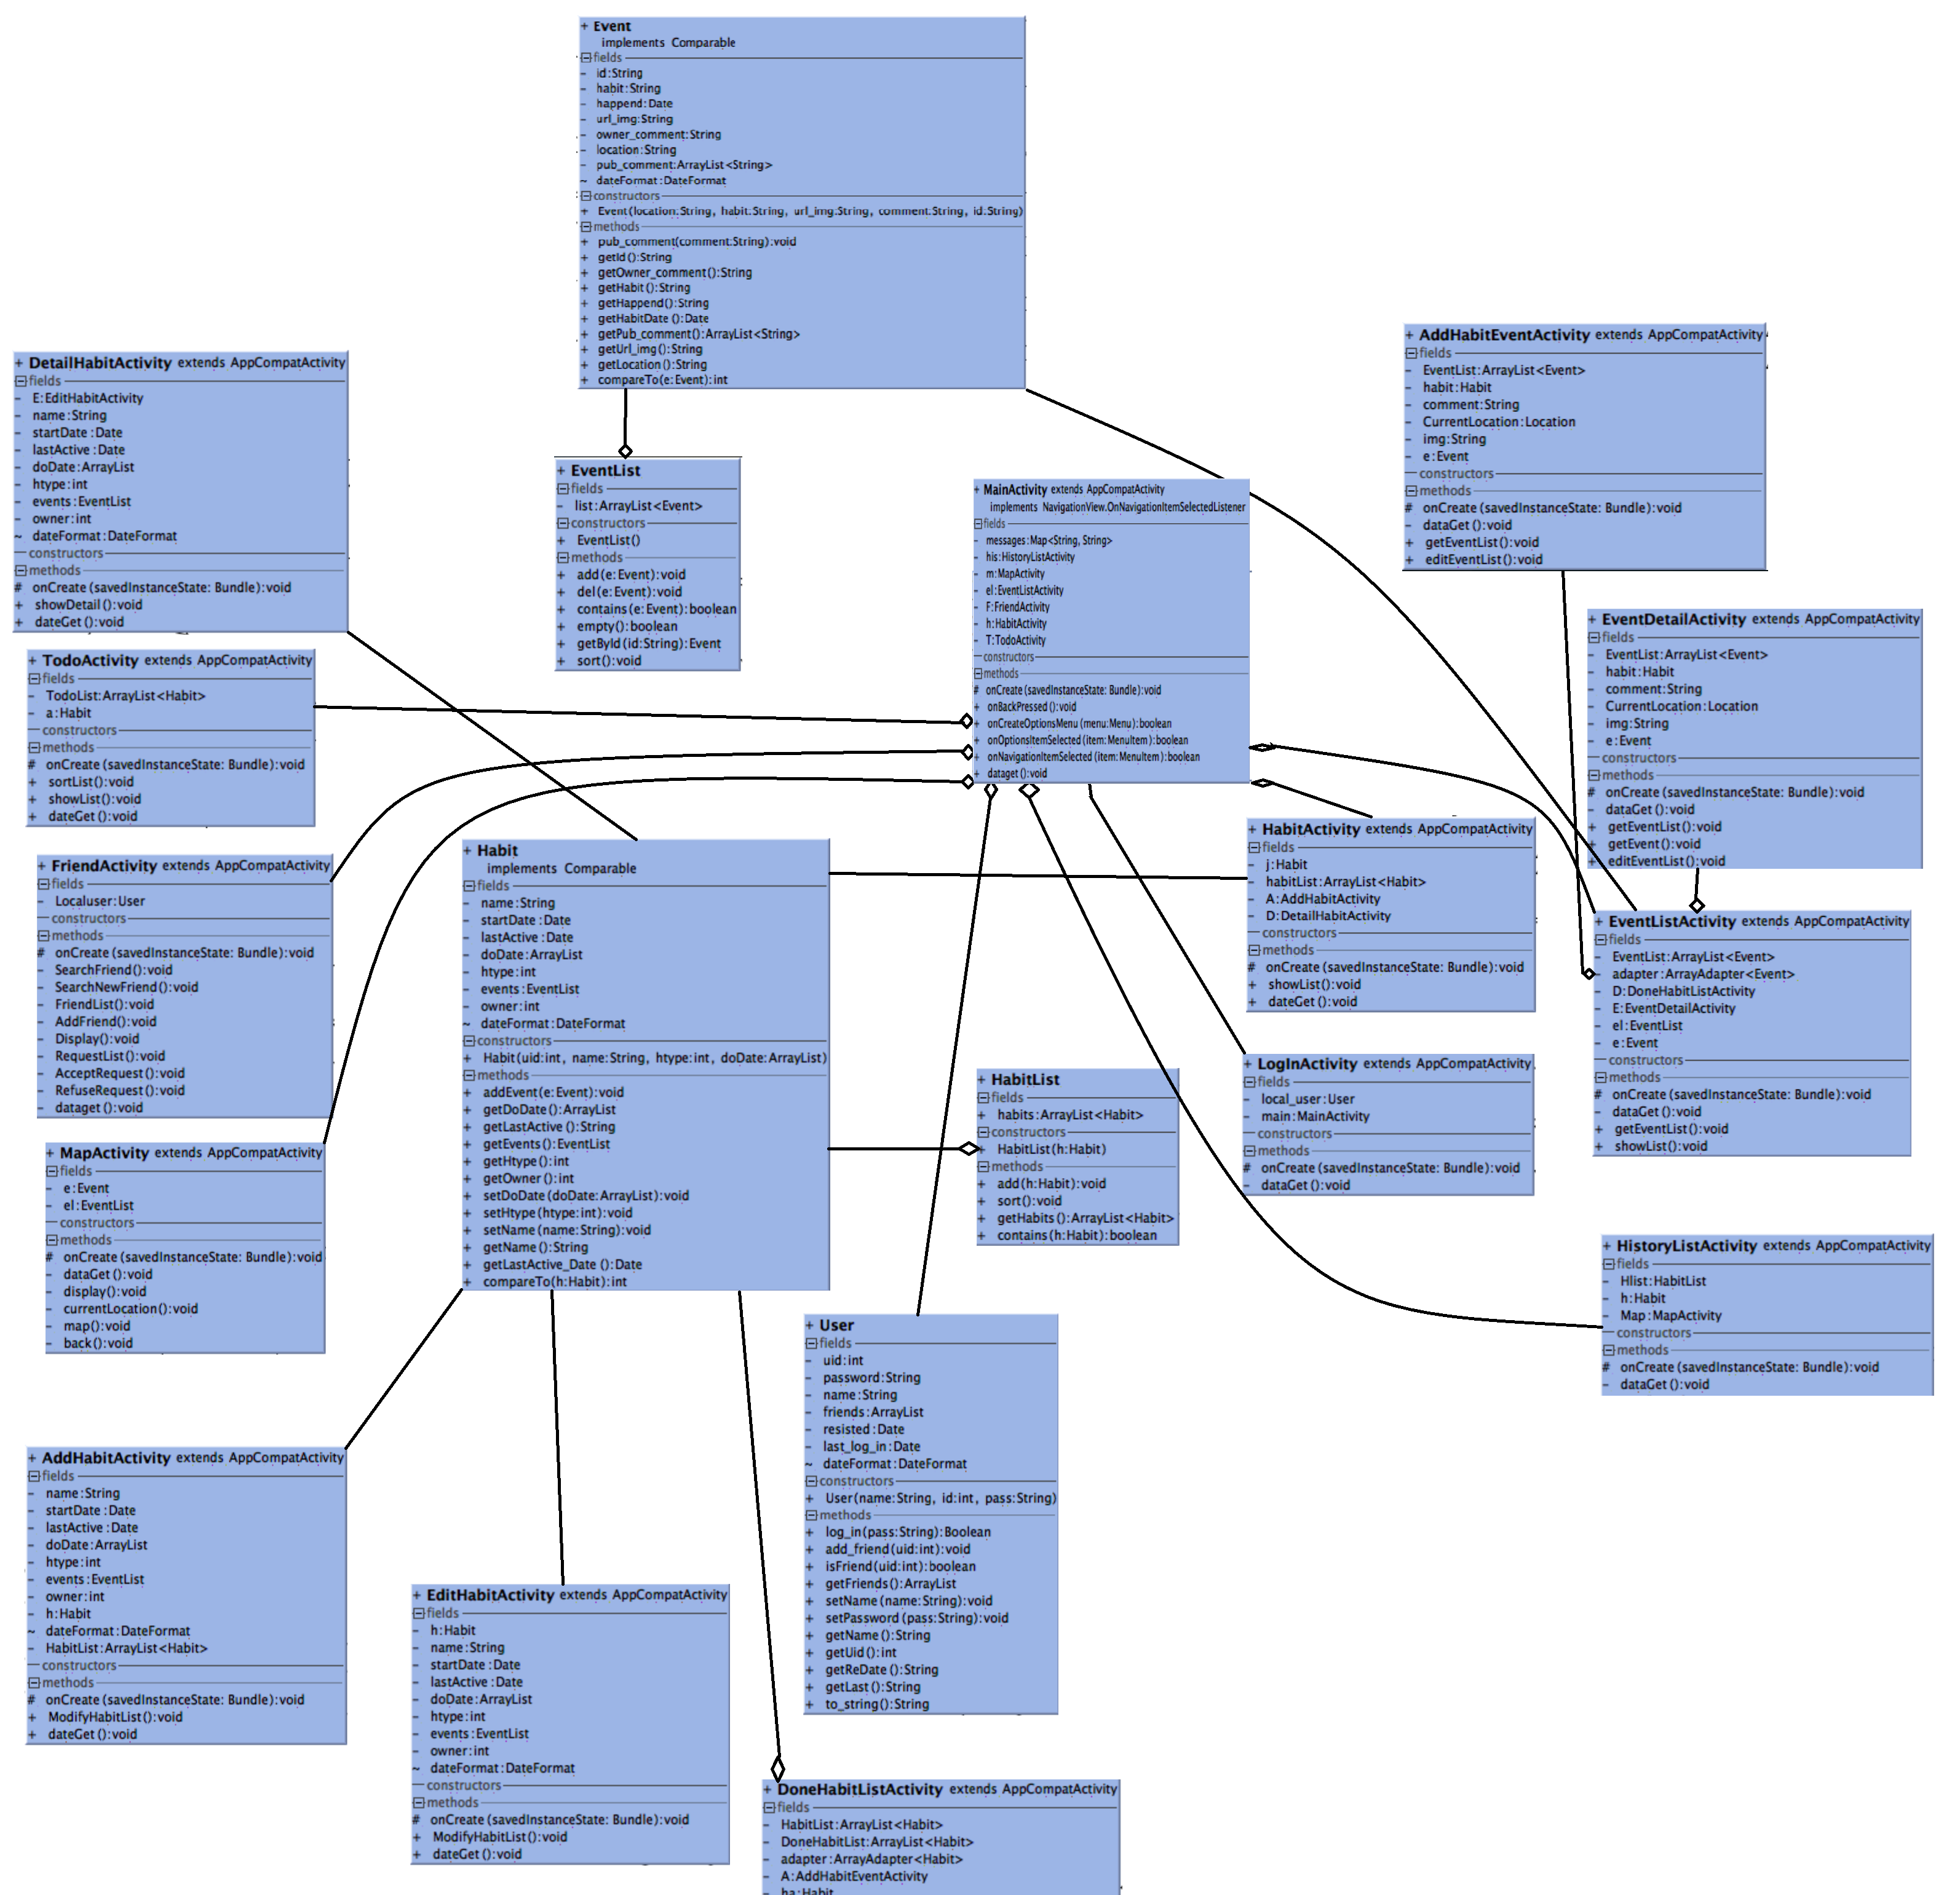 + Event
implements Comparable
fields
- id:String
- habit:String
- happend:Date
- url_img:String
- owner_comment:String
- location:String
- pub_comment:ArrayList<String>
~ dateFormat:DateFormat
constructors
+ Event(location:String, habit:String, url_img:String, comment:String, id:String)
methods
+ pub_comment(comment:String):void
+ getId():String
+ getOwner_comment():String
+ getHabit():String
+ getHappend():String
+ getHabitDate():Date
+ getPub_comment():ArrayList<String>
+ getUrl_img():String
+ getLocation():String
+ compareTo(e:Event):int
+ DetailHabitActivity extends AppCompatActivity
fields
- E:EditHabitActivity
- name:String
- startDate:Date
- lastActive:Date
- doDate:ArrayList
- htype:int
- events:EventList
- owner:int
~ dateFormat:DateFormat
constructors
methods
# onCreate(savedInstanceState: Bundle):void
+ showDetail():void
+ dateGet():void
+ EventList
fields
- list:ArrayList<Event>
constructors
+ EventList()
methods
+ add(e:Event):void
+ del(e:Event):void
+ contains(e:Event):boolean
+ empty():boolean
+ getById(id:String):Event
+ sort():void
+ MainActivity extends AppCompatActivity
implements NavigationView.OnNavigationItemSelectedListener
fields
- messages:Map<String, String>
- his:HistoryListActivity
- m:MapActivity
- el:EventListActivity
- F:FriendActivity
- h:HabitActivity
- T:TodoActivity
constructors
methods
# onCreate(savedInstanceState: Bundle):void
+ onBackPressed():void
+ onCreateOptionsMenu(menu:Menu):boolean
+ onOptionsItemSelected(item:MenuItem):boolean
+ onNavigationItemSelected(item:MenuItem):boolean
+ dataget():void
+ AddHabitEventActivity extends AppCompatActivity
fields
- EventList:ArrayList<Event>
- habit:Habit
- comment:String
- CurrentLocation:Location
- img:String
- e:Event
constructors
methods
# onCreate(savedInstanceState: Bundle):void
- dataGet():void
+ getEventList():void
+ editEventList():void
+ EventDetailActivity extends AppCompatActivity
fields
- EventList:ArrayList<Event>
- habit:Habit
- comment:String
- CurrentLocation:Location
- img:String
- e:Event
constructors
methods
# onCreate(savedInstanceState: Bundle):void
- dataGet():void
+ getEventList():void
+ getEvent():void
+ editEventList():void
+ TodoActivity extends AppCompatActivity
fields
- TodoList:ArrayList<Habit>
- a:Habit
constructors
methods
# onCreate(savedInstanceState: Bundle):void
+ sortList():void
+ showList():void
+ dateGet():void
+ FriendActivity extends AppCompatActivity
fields
- Localuser:User
constructors
methods
# onCreate(savedInstanceState: Bundle):void
- SearchFriend():void
- SearchNewFriend():void
- FriendList():void
- AddFriend():void
- Display():void
- RequestList():void
- AcceptRequest():void
- RefuseRequest():void
- dataget():void
+ Habit
implements Comparable
fields
- name:String
- startDate:Date
- lastActive:Date
- doDate:ArrayList
- htype:int
- events:EventList
- owner:int
~ dateFormat:DateFormat
constructors
+ Habit(uid:int, name:String, htype:int, doDate:ArrayList)
methods
+ addEvent(e:Event):void
+ getDoDate():ArrayList
+ getLastActive():String
+ getEvents():EventList
+ getHtype():int
+ getOwner():int
+ setDoDate(doDate:ArrayList):void
+ setHtype(htype:int):void
+ setName(name:String):void
+ getName():String
+ getLastActive_Date():Date
+ compareTo(h:Habit):int
+ HabitActivity extends AppCompatActivity
fields
- j:Habit
- habitList:ArrayList<Habit>
- A:AddHabitActivity
- D:DetailHabitActivity
constructors
methods
# onCreate(savedInstanceState: Bundle):void
+ showList():void
+ dateGet():void
+ EventListActivity extends AppCompatActivity
fields
- EventList:ArrayList<Event>
- adapter:ArrayAdapter<Event>
- D:DoneHabitListActivity
- E:EventDetailActivity
- el:EventList
- e:Event
constructors
methods
# onCreate(savedInstanceState: Bundle):void
- dataGet():void
+ getEventList():void
+ showList():void
+ HabitList
fields
+ habits:ArrayList<Habit>
constructors
+ HabitList(h:Habit)
methods
+ add(h:Habit):void
+ sort():void
+ getHabits():ArrayList<Habit>
+ contains(h:Habit):boolean
+ LogInActivity extends AppCompatActivity
fields
- local_user:User
- main:MainActivity
constructors
methods
# onCreate(savedInstanceState: Bundle):void
- dataGet():void
+ MapActivity extends AppCompatActivity
fields
- e:Event
- el:EventList
constructors
methods
# onCreate(savedInstanceState: Bundle):void
- dataGet():void
- display():void
- currentLocation():void
- map():void
- back():void
+ HistoryListActivity extends AppCompatActivity
fields
- Hlist:HabitList
- h:Habit
- Map:MapActivity
constructors
methods
# onCreate(savedInstanceState: Bundle):void
- dataGet():void
+ User
fields
- uid:int
- password:String
- name:String
- friends:ArrayList
- resisted:Date
- last_log_in:Date
~ dateFormat:DateFormat
constructors
+ User(name:String, id:int, pass:String)
methods
+ log_in(pass:String):Boolean
+ add_friend(uid:int):void
+ isFriend(uid:int):boolean
+ getFriends():ArrayList
+ setName(name:String):void
+ setPassword(pass:String):void
+ getName():String
+ getUid():int
+ getReDate():String
+ getLast():String
+ to_string():String
+ AddHabitActivity extends AppCompatActivity
fields
- name:String
- startDate:Date
- lastActive:Date
- doDate:ArrayList
- htype:int
- events:EventList
- owner:int
- h:Habit
~ dateFormat:DateFormat
- HabitList:ArrayList<Habit>
constructors
methods
# onCreate(savedInstanceState: Bundle):void
+ ModifyHabitList():void
+ dateGet():void
+ EditHabitActivity extends AppCompatActivity
fields
- h:Habit
- name:String
- startDate:Date
- lastActive:Date
- doDate:ArrayList
- htype:int
- events:EventList
- owner:int
~ dateFormat:DateFormat
constructors
methods
# onCreate(savedInstanceState: Bundle):void
+ ModifyHabitList():void
+ dateGet():void
+ DoneHabitListActivity extends AppCompatActivity
fields
- HabitList:ArrayList<Habit>
- DoneHabitList:ArrayList<Habit>
- adapter:ArrayAdapter<Habit>
- A:AddHabitEventActivity
- ha:Habit